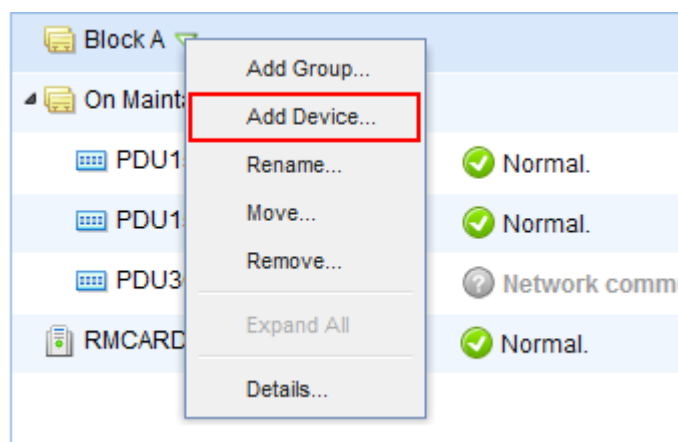 Block A
Add Group...
On Maint
Add Device...
PDU1
Rename...
Normal.
PDU1
Move...
Normal.
Remove...
PDU3
Network comm
Expand All
RMCARD
Normal.
Details...